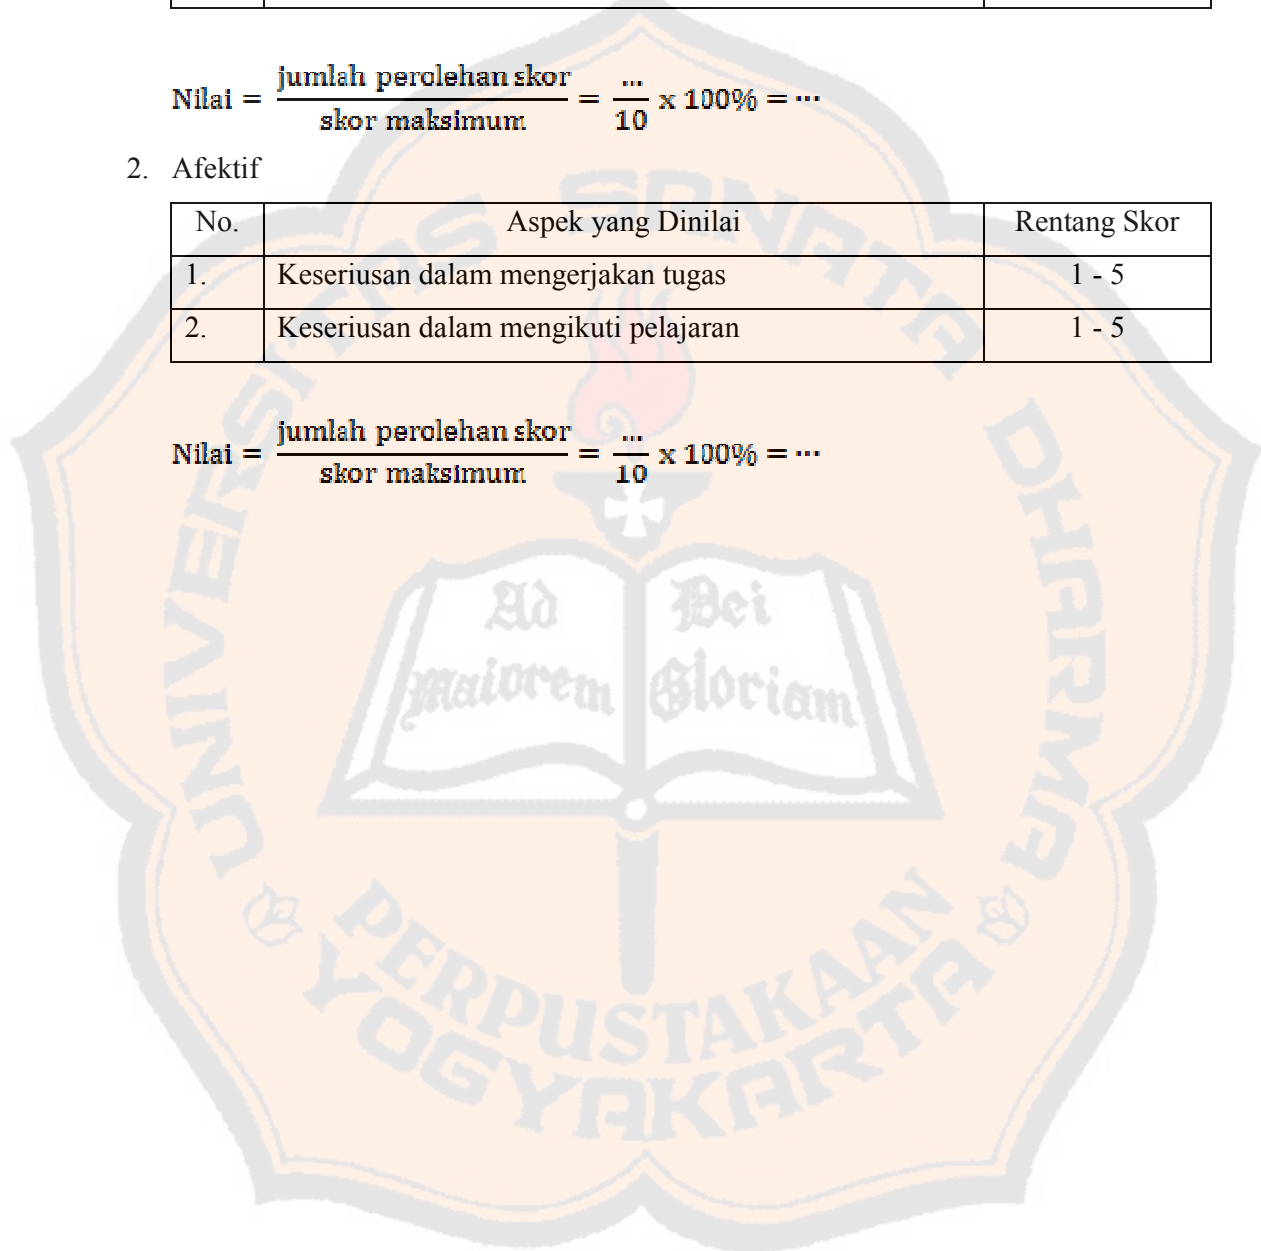 Nilai = jumlah perolehan skor / skor maksimum = ... / 10 x 100% = ...
2. Afektif
No. Aspek yang Dinilai Rentang Skor
1. Keseriusan dalam mengerjakan tugas 1 - 5
2. Keseriusan dalam mengikuti pelajaran 1 - 5
Nilai = jumlah perolehan skor / skor maksimum = ... / 10 x 100% = ...
UNIVERSITAS SANATA DHARMA
Ad Dei
maiorem Gloriam
PERPUSTAKAAN
YOGYAKARTA